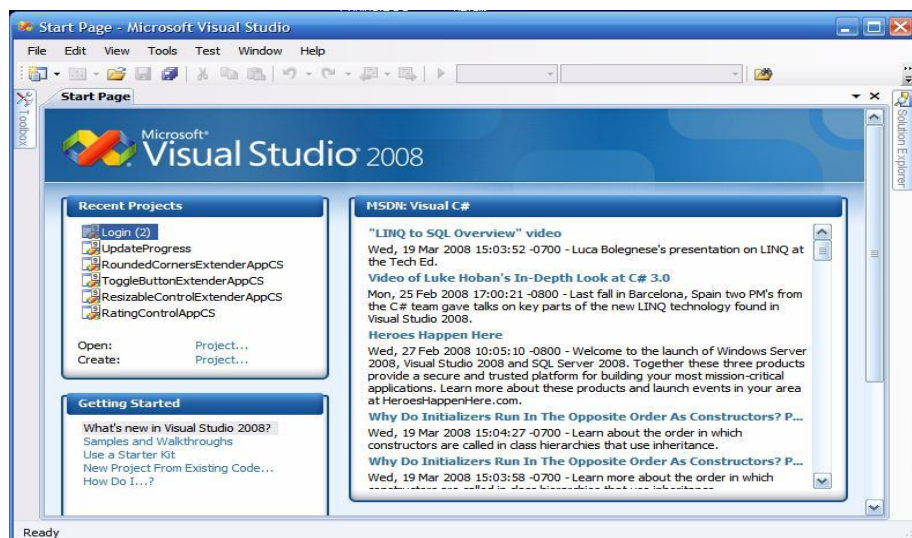 Start Page - Microsoft Visual Studio
File Edit View Tools Test Window Help
Toolbox
Start Page
Solution Explorer
Microsoft®
Visual Studio® 2008
Recent Projects
Login (2)
UpdateProgress
RoundedCornersExtenderAppCS
ToggleButtonExtenderAppCS
ResizableControlExtenderAppCS
RatingControlAppCS
Open: Project...
Create: Project...
Getting Started
What's new in Visual Studio 2008?
Samples and Walkthroughs
Use a Starter Kit
New Project From Existing Code...
How Do I...?
MSDN: Visual C#
"LINQ to SQL Overview" video
Wed, 19 Mar 2008 15:03:52 -0700 - Luca Bolegnese's presentation on LINQ at
the Tech Ed.
Video of Luke Hoban's In-Depth Look at C# 3.0
Mon, 25 Feb 2008 17:00:21 -0800 - Last fall in Barcelona, Spain two PM's from
the C# team gave talks on key parts of the new LINQ technology found in
Visual Studio 2008.
Heroes Happen Here
Wed, 27 Feb 2008 10:05:10 -0800 - Welcome to the launch of Windows Server
2008, Visual Studio 2008 and SQL Server 2008. Together these three products
provide a secure and trusted platform for building your most mission-critical
applications. Learn more about these products and launch events in your area
at HeroesHappenHere.com.
Why Do Initializers Run In The Opposite Order As Constructors? P...
Wed, 19 Mar 2008 15:04:27 -0700 - Learn about the order in which
constructors are called in class hierarchies that use inheritance.
Why Do Initializers Run In The Opposite Order As Constructors? P...
Wed, 19 Mar 2008 15:03:58 -0700 - Learn more about the order in which
Ready